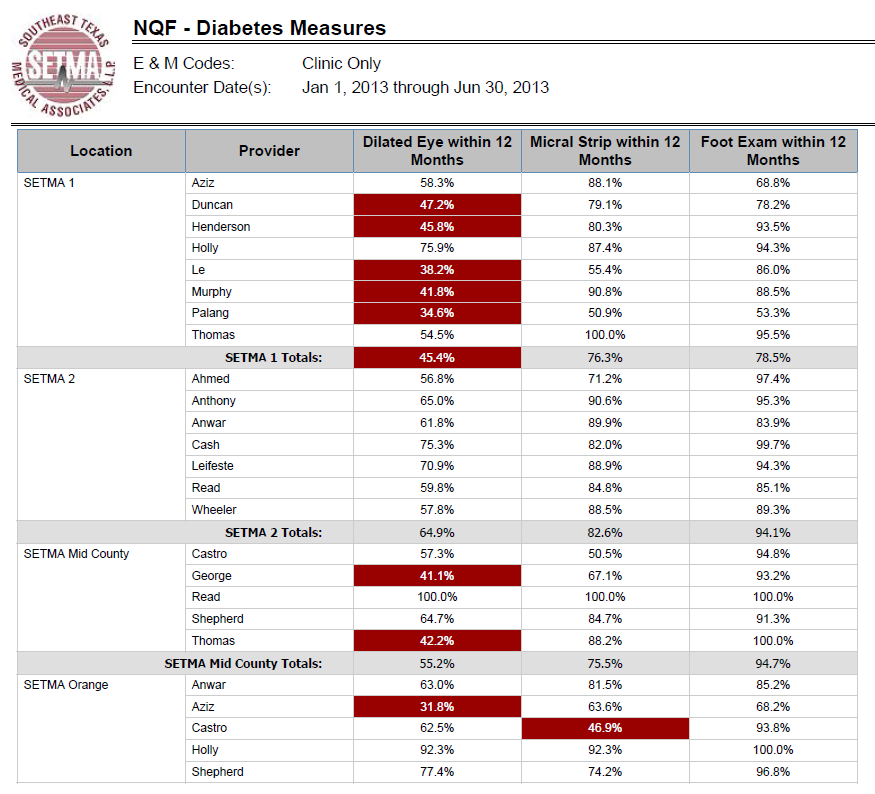 SOUTHEAST TEXAS
SETMA
MEDICAL ASSOCIATES, L.L.P.
NQF - Diabetes Measures
E & M Codes: Clinic Only
Encounter Date(s): Jan 1, 2013 through Jun 30, 2013
Location Provider Dilated Eye within 12 Months Micral Strip within 12 Months Foot Exam within 12 Months
SETMA 1 Aziz 58.3% 88.1% 68.8%
Duncan 47.2% 79.1% 78.2%
Henderson 45.8% 80.3% 93.5%
Holly 75.9% 87.4% 94.3%
Le 38.2% 55.4% 86.0%
Murphy 41.8% 90.8% 88.5%
Palang 34.6% 50.9% 53.3%
Thomas 54.5% 100.0% 95.5%
SETMA 1 Totals: 45.4% 76.3% 78.5%
SETMA 2 Ahmed 56.8% 71.2% 97.4%
Anthony 65.0% 90.6% 95.3%
Anwar 61.8% 89.9% 83.9%
Cash 75.3% 82.0% 99.7%
Leifeste 70.9% 88.9% 94.3%
Read 59.8% 84.8% 85.1%
Wheeler 57.8% 88.5% 89.3%
SETMA 2 Totals: 64.9% 82.6% 94.1%
SETMA Mid County Castro 57.3% 50.5% 94.8%
George 41.1% 67.1% 93.2%
Read 100.0% 100.0% 100.0%
Shepherd 64.7% 84.7% 91.3%
Thomas 42.2% 88.2% 100.0%
SETMA Mid County Totals: 55.2% 75.5% 94.7%
SETMA Orange Anwar 63.0% 81.5% 85.2%
Aziz 31.8% 63.6% 68.2%
Castro 62.5% 46.9% 93.8%
Holly 92.3% 92.3% 100.0%
Shepherd 77.4% 74.2% 96.8%